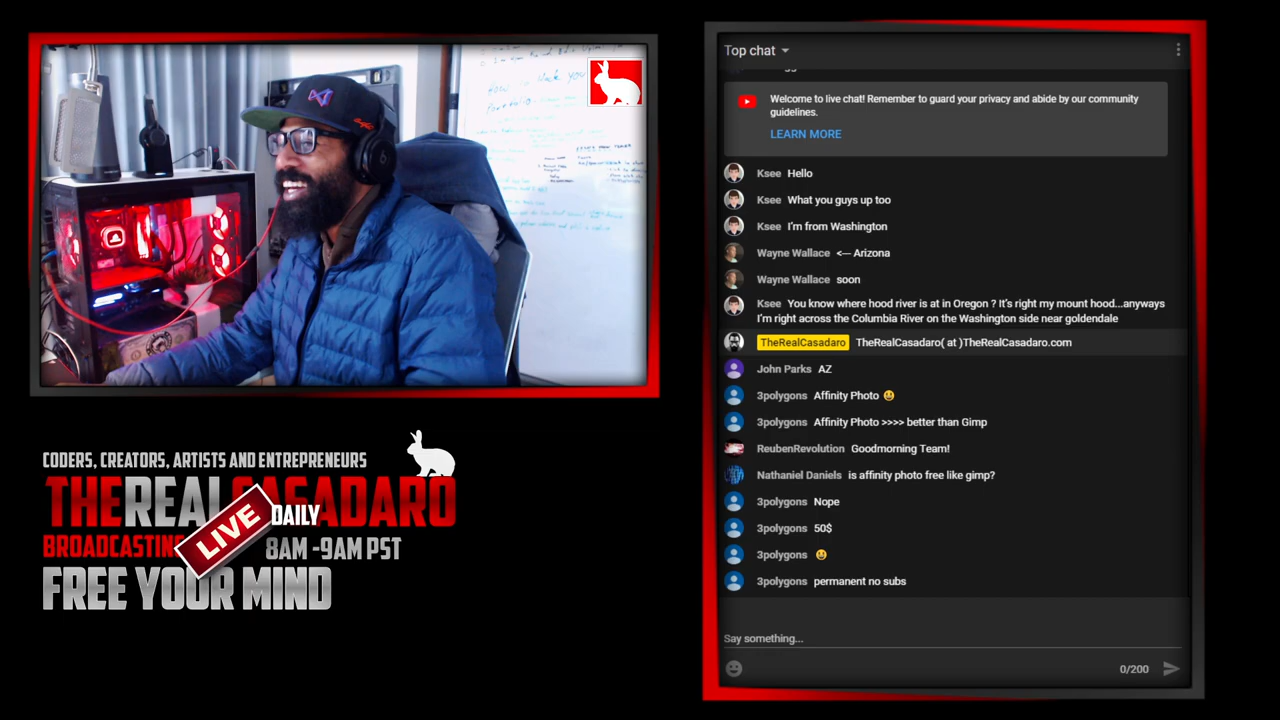 Top chat
Welcome to live chat! Remember to guard your privacy and abide by our community
guidelines.
LEARN MORE
Ksee Hello
Ksee What you guys up too
Ksee I'm from Washington
Wayne Wallace <--- Arizona
Wayne Wallace soon
Ksee You know where hood river is at in Oregon ? It's right my mount hood...anyways
I'm right across the Columbia River on the Washington side near goldendale
TheRealCasadaro TheRealCasadaro( at )TheRealCasadaro.com
John Parks AZ
3polygons Affinity Photo 😃
3polygons Affinity Photo >>>> better than Gimp
ReubenRevolution Goodmorning Team!
Nathaniel Daniels is affinity photo free like gimp?
3polygons Nope
3polygons 50$
3polygons 😃
3polygons permanent no subs
Say something...
0/200
CODERS, CREATORS, ARTISTS AND ENTREPRENEURS
THEREALCASADARO
BROADCASTING LIVE DAILY
8AM -9AM PST
FREE YOUR MIND